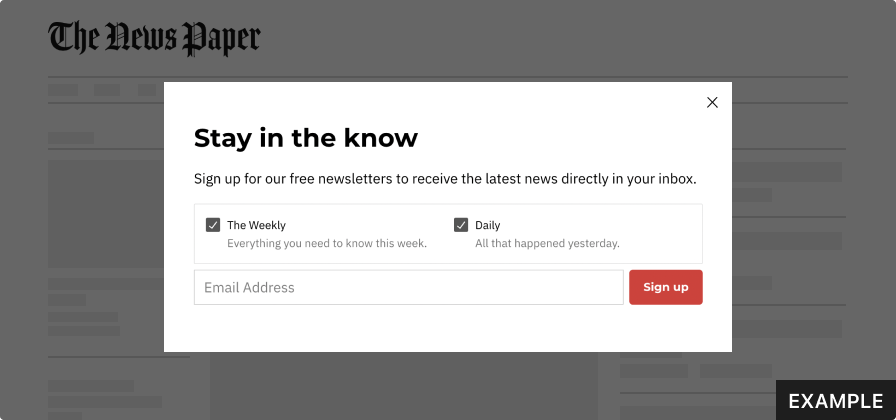 The News Paper
Stay in the know
Sign up for our free newsletters to receive the latest news directly in your inbox.
The Weekly
Everything you need to know this week.
Daily
All that happened yesterday.
Email Address
Sign up
EXAMPLE